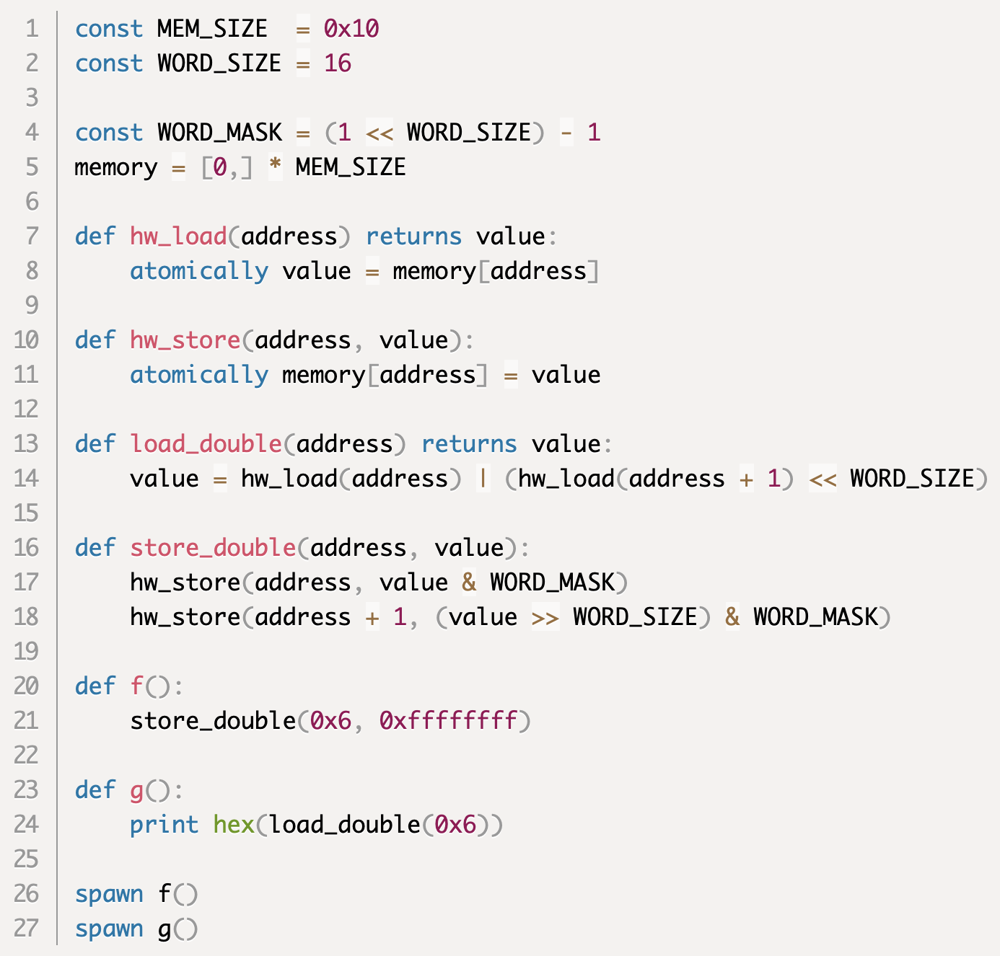 1 const MEM_SIZE  = 0x10
2 const WORD_SIZE = 16
3
4 const WORD_MASK = (1 << WORD_SIZE) - 1
5 memory = [0,] * MEM_SIZE
6
7 def hw_load(address) returns value:
8     atomically value = memory[address]
9
10 def hw_store(address, value):
11     atomically memory[address] = value
12
13 def load_double(address) returns value:
14     value = hw_load(address) | (hw_load(address + 1) << WORD_SIZE)
15
16 def store_double(address, value):
17     hw_store(address, value & WORD_MASK)
18     hw_store(address + 1, (value >> WORD_SIZE) & WORD_MASK)
19
20 def f():
21     store_double(0x6, 0xffffffff)
22
23 def g():
24     print hex(load_double(0x6))
25
26 spawn f()
27 spawn g()